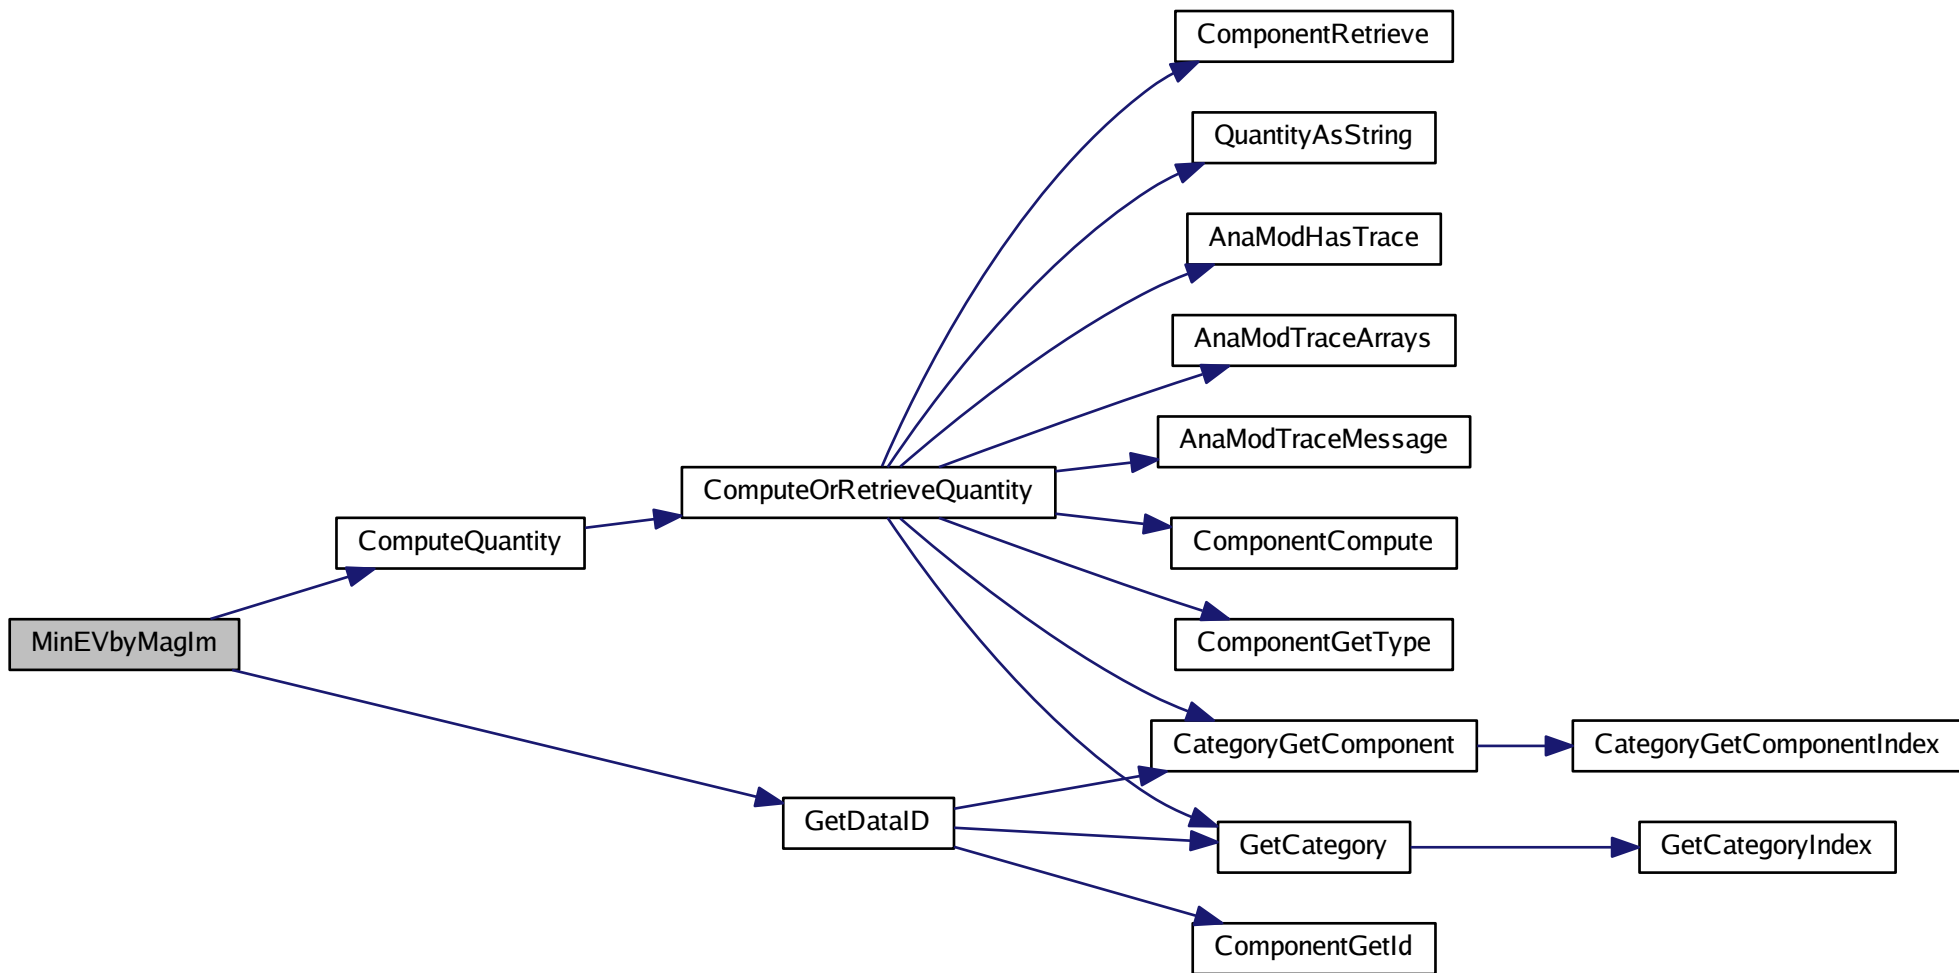 ComponentRetrieve
QuantityAsString
AnaModHasTrace
AnaModTraceArrays
AnaModTraceMessage
ComputeOrRetrieveQuantity
ComputeQuantity
ComponentCompute
MinEVbyMagIm
ComponentGetType
CategoryGetComponent
CategoryGetComponentIndex
GetDataID
GetCategory
GetCategoryIndex
ComponentGetId